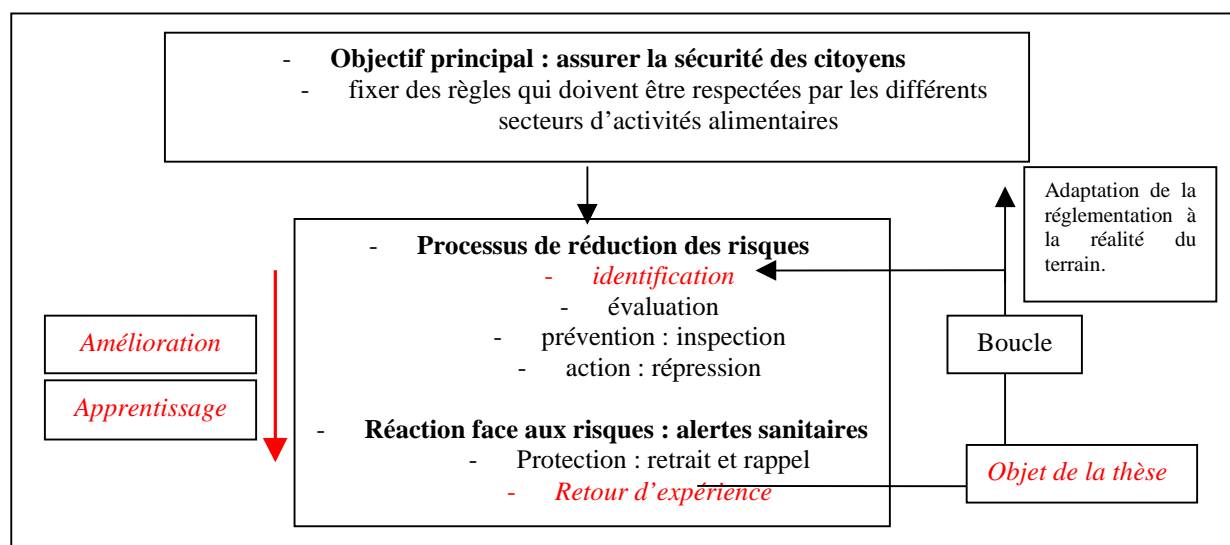 - Objectif principal : assurer la sécurité des citoyens
- fixer des règles qui doivent être respectées par les différents
secteurs d’activités alimentaires
Adaptation de la
réglementation à
la réalité du
terrain.
- Processus de réduction des risques
- identification
- évaluation
- prévention : inspection
- action : répression
- Réaction face aux risques : alertes sanitaires
- Protection : retrait et rappel
- Retour d’expérience
Amélioration
Apprentissage
Boucle
Objet de la thèse